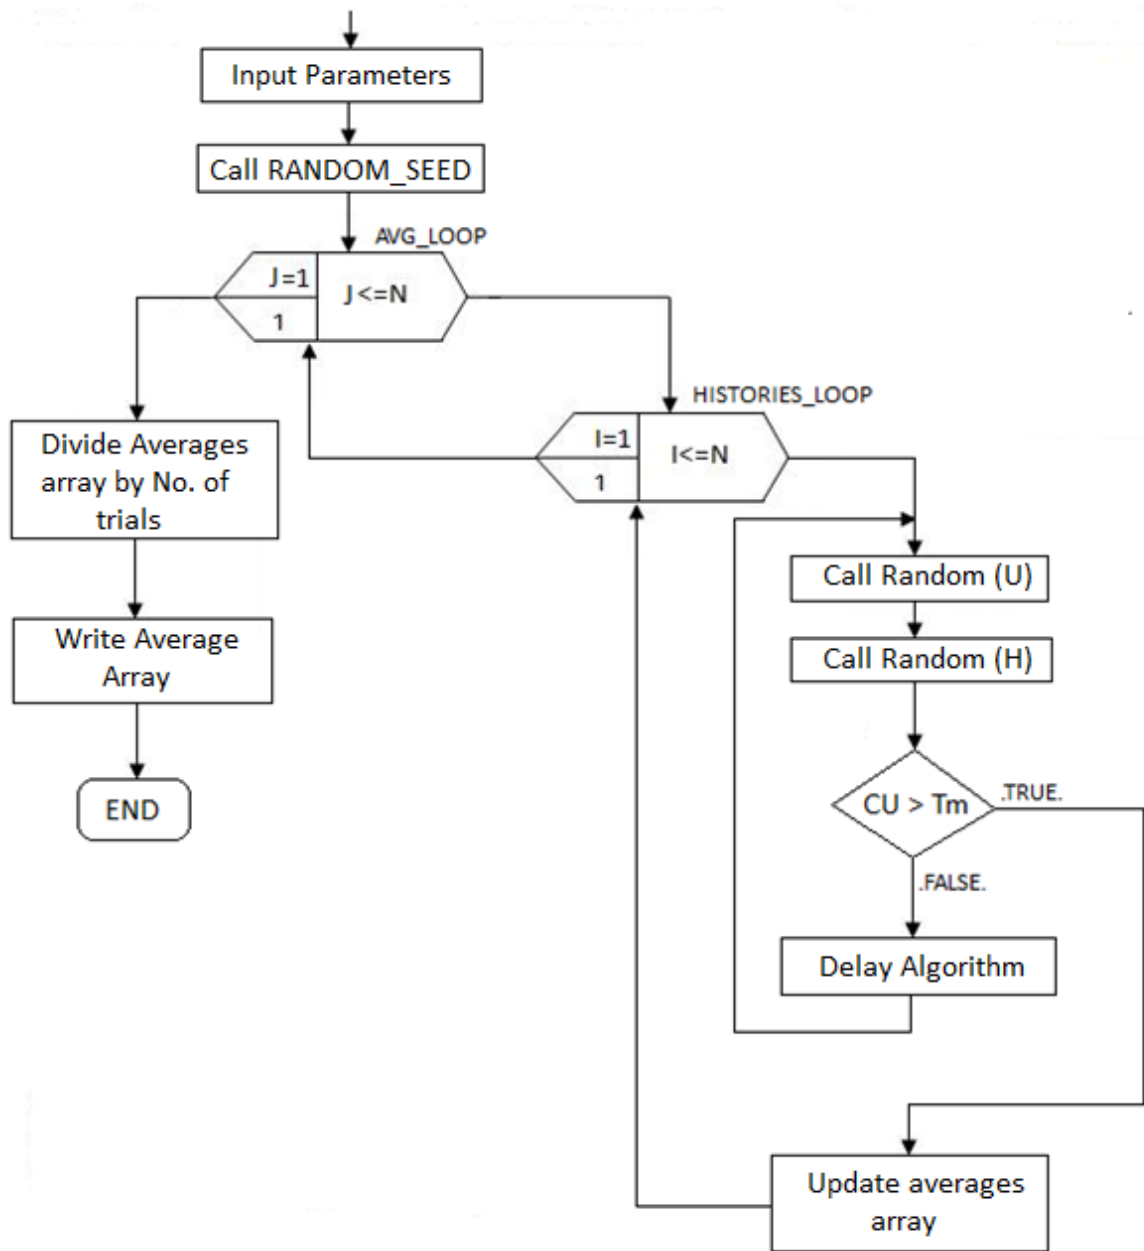 Input Parameters
Call RANDOM_SEED
AVG_LOOP
J=1
J<=N
1
HISTORIES_LOOP
I=1
I<=N
1
Divide Averages
array by No. of
trials
Call Random (U)
Write Average
Array
Call Random (H)
END
CU > Tm
.TRUE.
.FALSE.
Delay Algorithm
Update averages
array